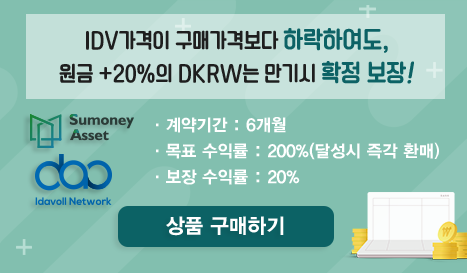 IDV가격이 구매가격보다 하락하여도,
원금 +20%의 DKRW는 만기시 확정 보장!
Sumoney
Asset
dao
Idavoll Network
· 계약기간 : 6개월
· 목표 수익률 : 200%(달성시 즉각 환매)
· 보장 수익률 : 20%
상품 구매하기